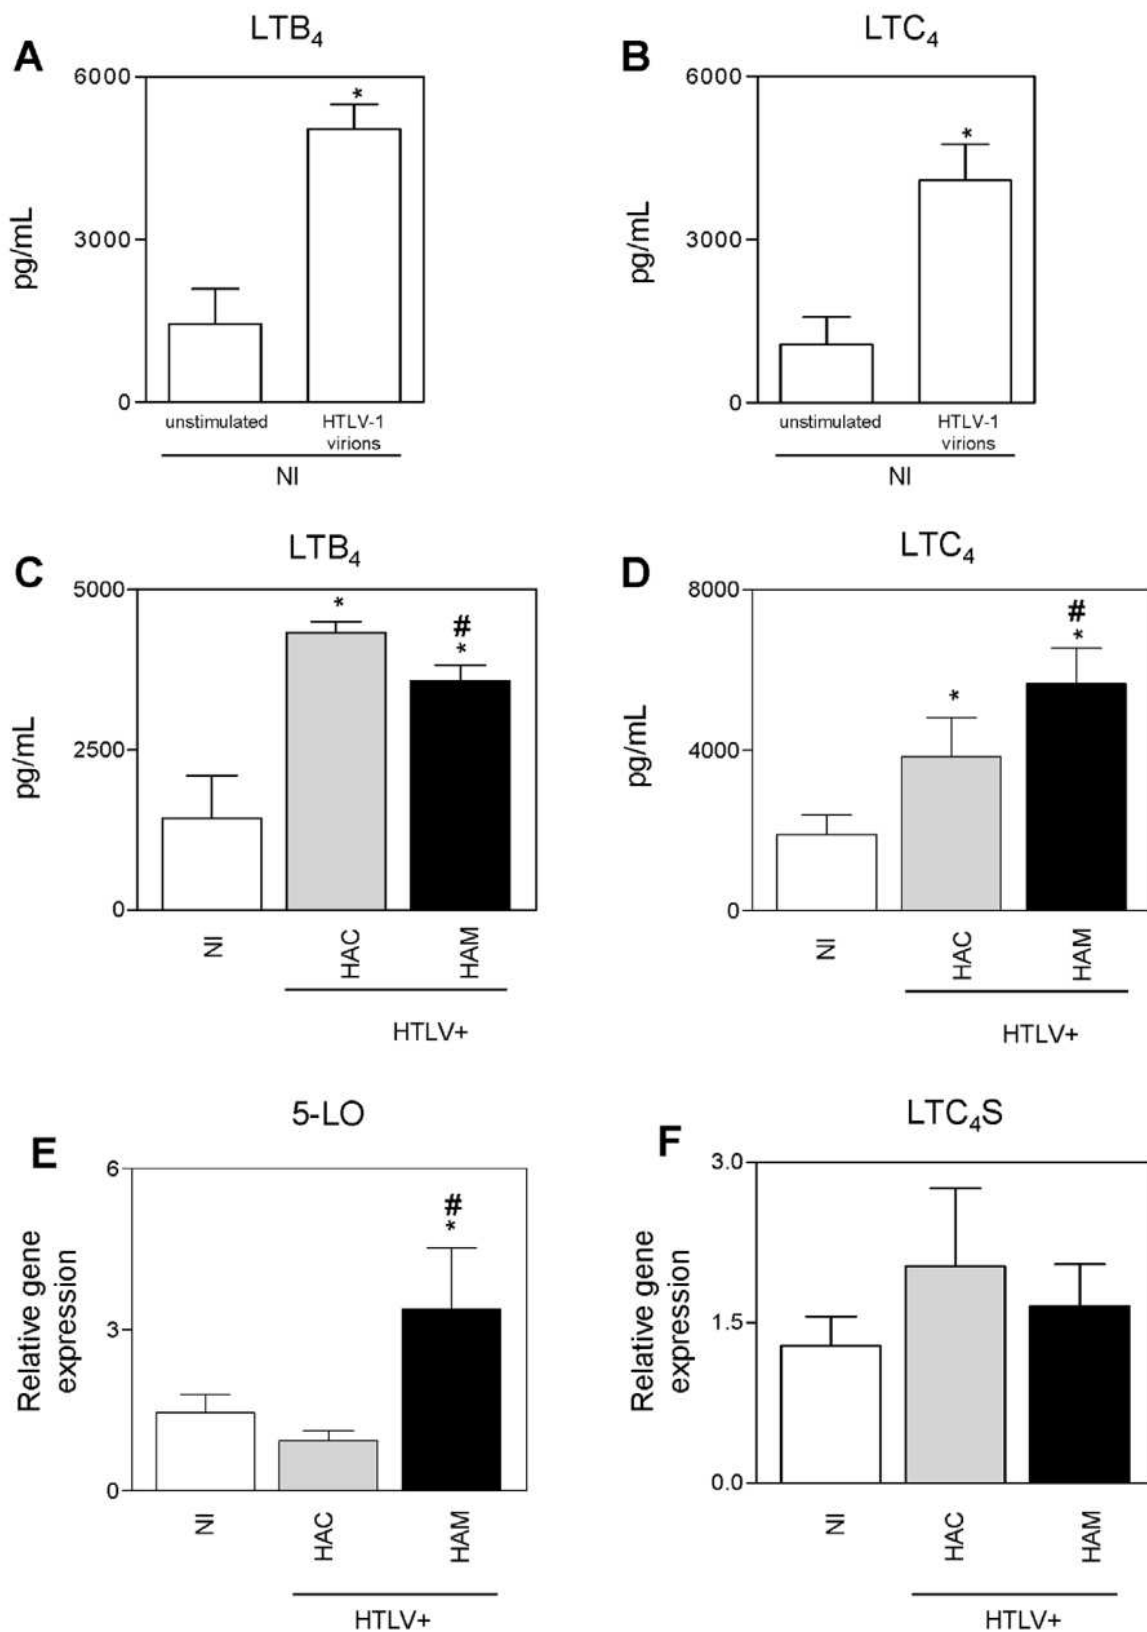 A
LTB4
pg/mL
6000
3000
0
*
unstimulated
HTLV-1
virions
NI
B
LTC4
pg/mL
6000
3000
0
*
unstimulated
HTLV-1
virions
NI
C
LTB4
pg/mL
5000
2500
0
*
#
*
NI
HAC
HAM
HTLV+
D
LTC4
pg/mL
8000
4000
0
*
#
*
NI
HAC
HAM
HTLV+
E
5-LO
Relative gene
expression
6
3
0
#
*
NI
HAC
HAM
HTLV+
F
LTC4S
Relative gene
expression
3.0
1.5
0.0
NI
HAC
HAM
HTLV+